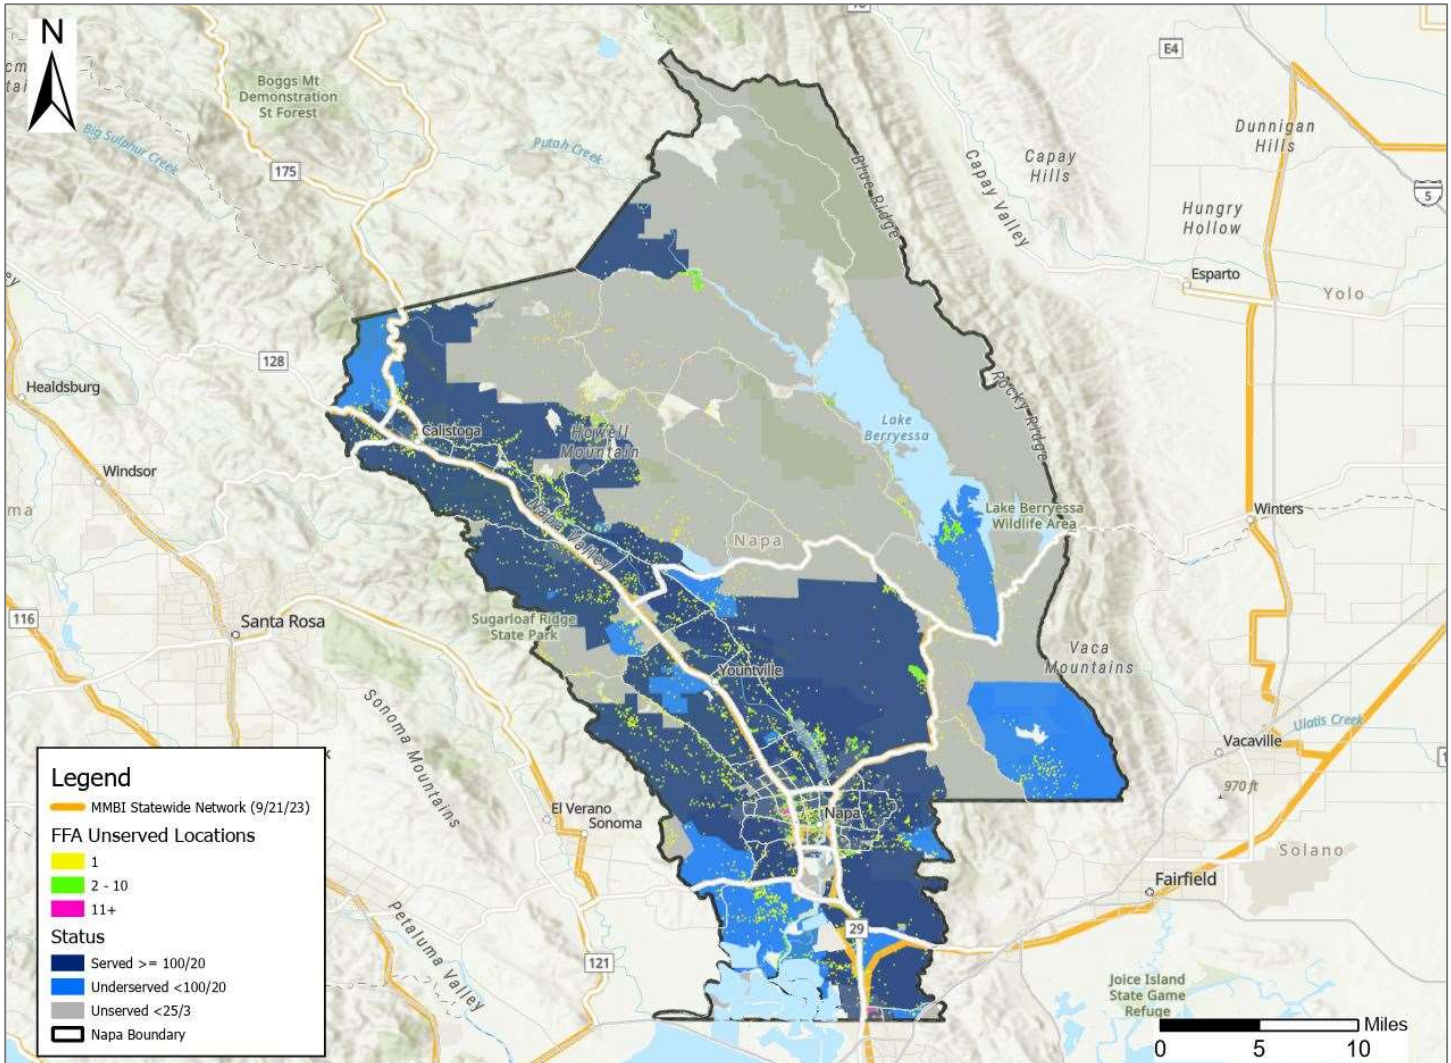 N
16
E4
Boggs Mt
Demonstration
St Forest
Big Sulphur Creek
Putah Creek
175
Blue Ridge
Capay Valley
Capay
Hills
Dunnigan
Hills
5
Hungry
Hollow
Esparto
Yolo
128
Healdsburg
Rocky Ridge
Lake
Berryessa
Calistoga
Howell
Mountain
Windsor
Napa Valley
Lake Berryessa
Wildlife Area
Winters
Napa
116
Santa Rosa
Sugarloaf Ridge
State Park
Vaca
Mountains
Yountville
Sonoma Mountains
Ulatis Creek
Vacaville
970 ft
El Verano
Sonoma
Napa
Solano
Fairfield
Petaluma Valley
29
121
Joice Island
State Game
Refuge
Legend
MMBI Statewide Network (9/21/23)
FFA Unserved Locations
1
2 - 10
11+
Status
Served >= 100/20
Underserved <100/20
Unserved <25/3
Napa Boundary
Miles
0 5 10